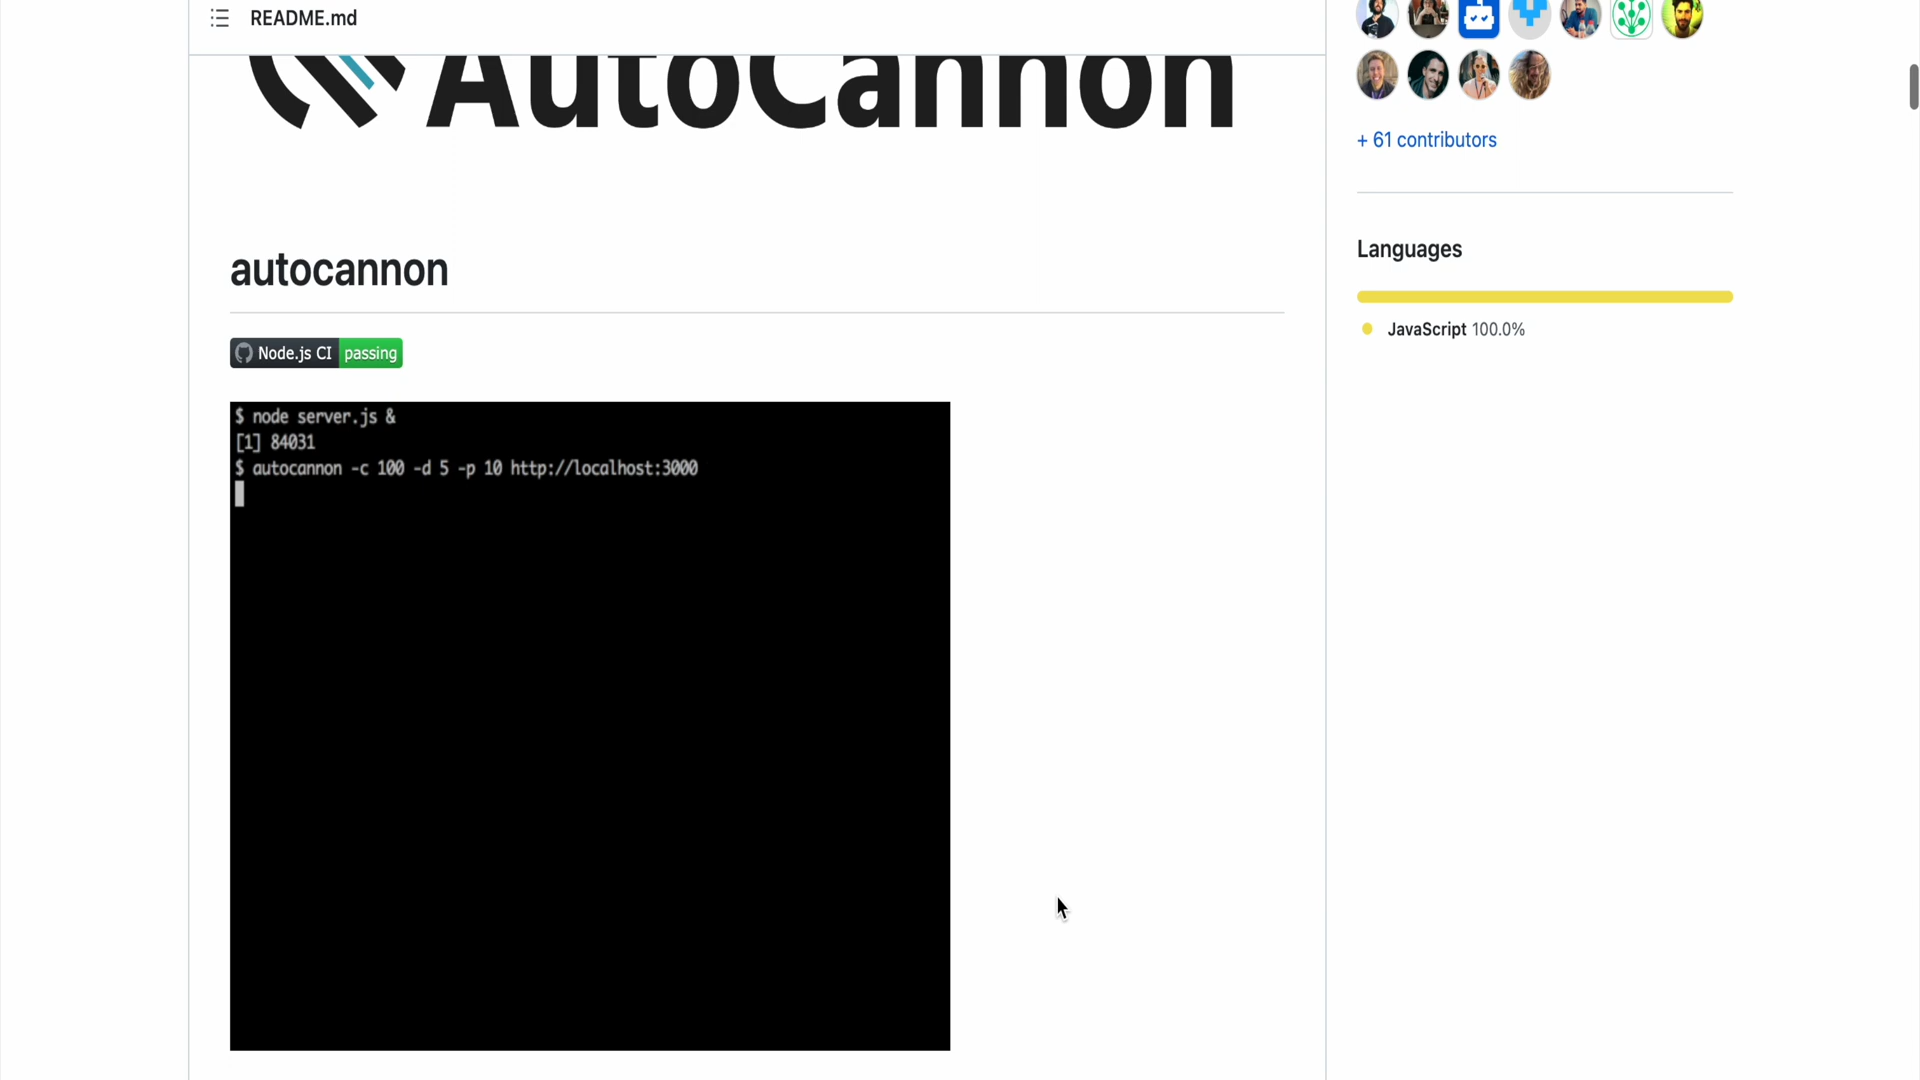 README.md
AutoCannon
autocannon
Node.js CI passing
$ node server.js &
[1] 84031
$ autocannon -c 100 -d 5 -p 10 http://localhost:3000
+ 61 contributors
Languages
JavaScript 100.0%